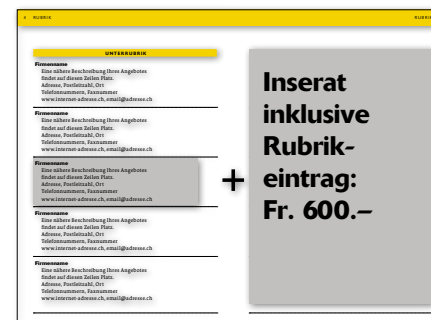 6 RUBRIK
RUBRIK
UNTERRUBRIK
Firmenname
Eine nähere Beschreibung Ihres Angebotes
findet auf diesen Zeilen Platz.
Adresse, Postleitzahl, Ort
Telefonnummern, Faxnummer
www.internet-adresse.ch, email@adresse.ch
Firmenname
Eine nähere Beschreibung Ihres Angebotes
findet auf diesen Zeilen Platz.
Adresse, Postleitzahl, Ort
Telefonnummern, Faxnummer
www.internet-adresse.ch, email@adresse.ch
Firmenname
Eine nähere Beschreibung Ihres Angebotes
findet auf diesen Zeilen Platz.
Adresse, Postleitzahl, Ort
Telefonnummern, Faxnummer
www.internet-adresse.ch, email@adresse.ch
Firmenname
Eine nähere Beschreibung Ihres Angebotes
findet auf diesen Zeilen Platz.
Adresse, Postleitzahl, Ort
Telefonnummern, Faxnummer
www.internet-adresse.ch, email@adresse.ch
Firmenname
Eine nähere Beschreibung Ihres Angebotes
findet auf diesen Zeilen Platz.
Adresse, Postleitzahl, Ort
Telefonnummern, Faxnummer
www.internet-adresse.ch, email@adresse.ch
+
Inserat
inklusive
Rubrik-
eintrag:
Fr. 600.–